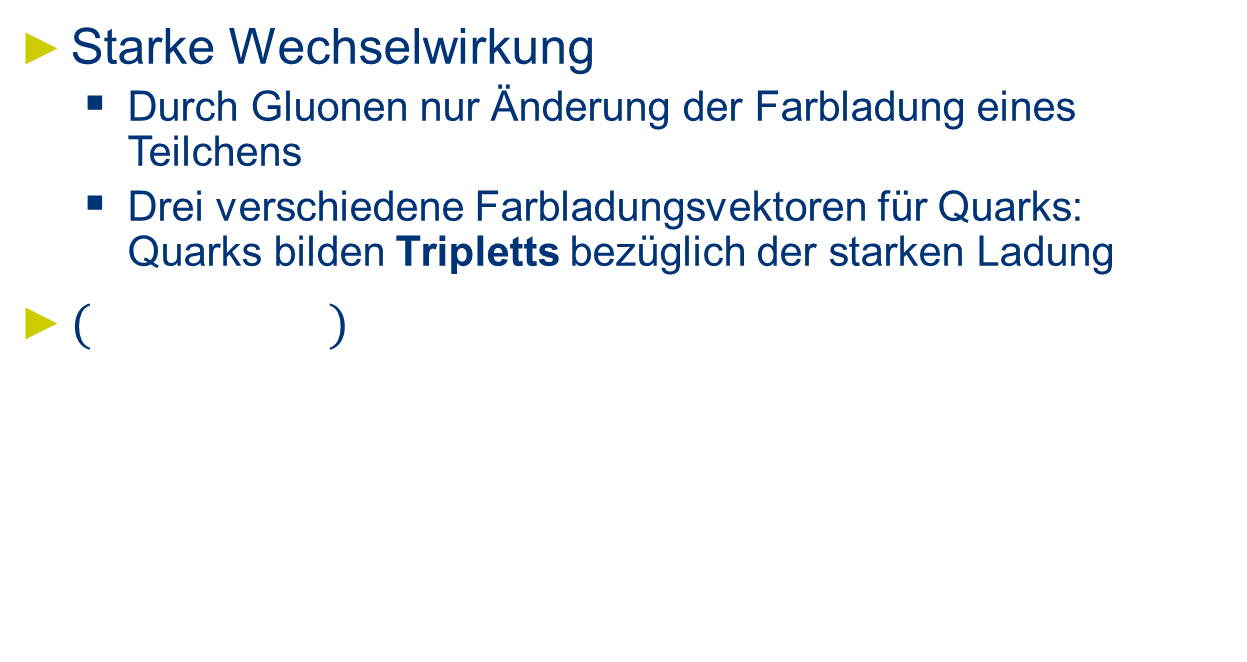 ► Starke Wechselwirkung
▪ Durch Gluonen nur Änderung der Farbladung eines
Teilchens
▪ Drei verschiedene Farbladungsvektoren für Quarks:
Quarks bilden Tripletts bezüglich der starken Ladung
► ( )